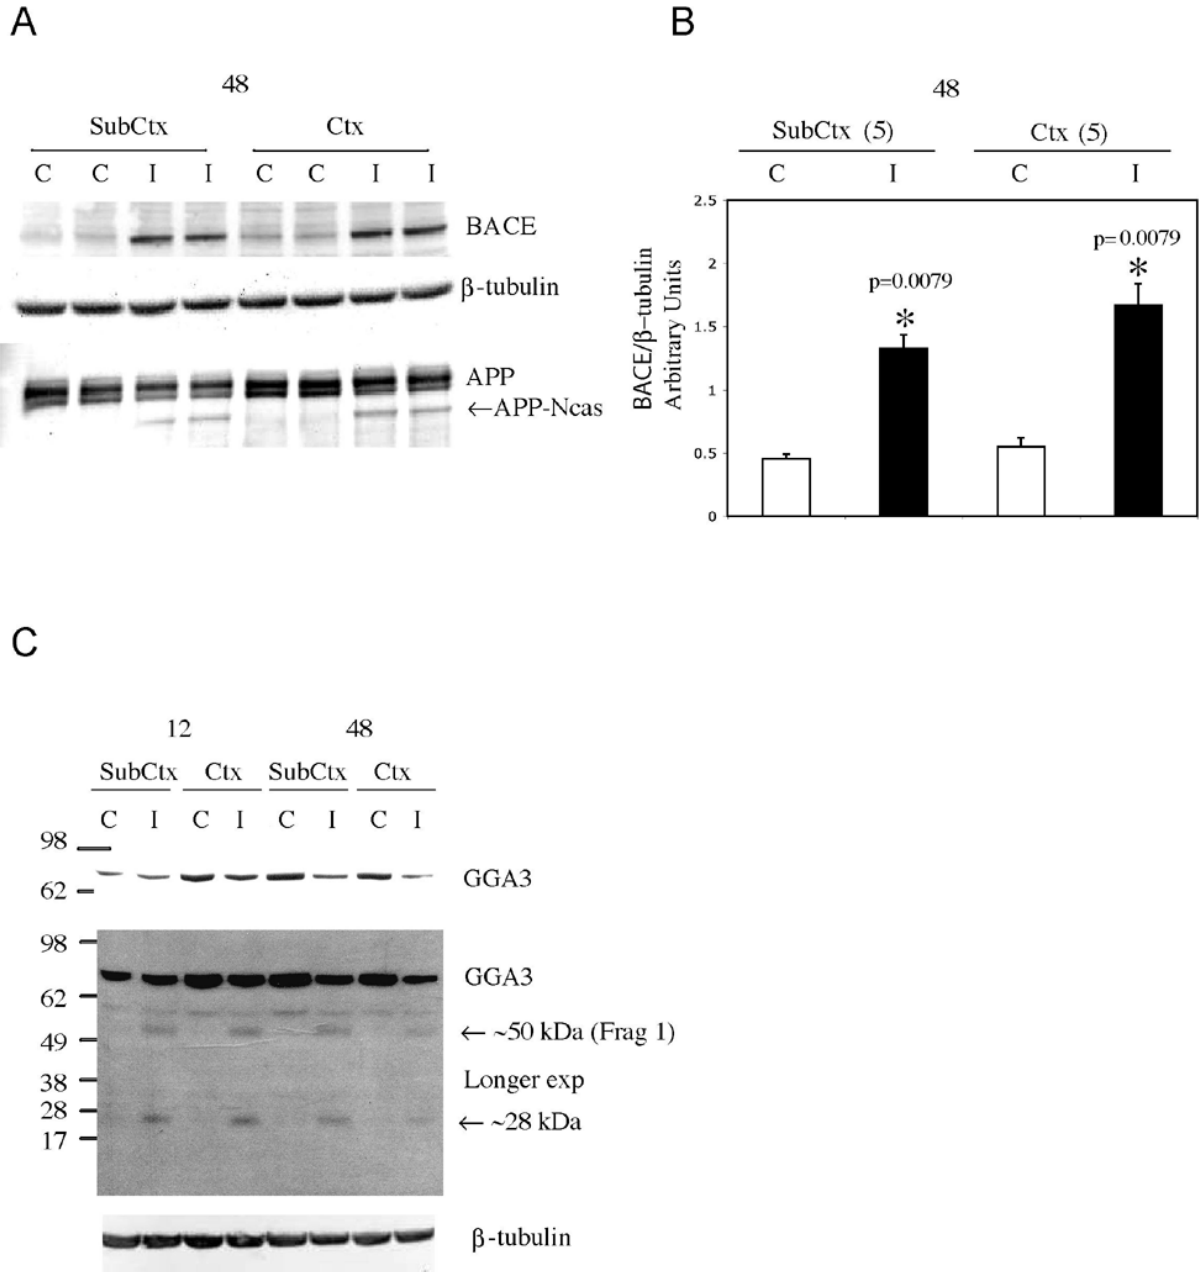 A
48
SubCtx Ctx
C C I I C C I I
BACE
β-tubulin
APP
←APP-Ncas
B
48
SubCtx (5) Ctx (5)
C I C I
2.5
2
1.5
1
0.5
0
BACE/β-tubulin
Arbitrary Units
p=0.0079
*
p=0.0079
*
C
12 48
SubCtx Ctx SubCtx Ctx
C I C I C I C I
98
62
GGA3
98
62
49
38
28
17
GGA3
← ~50 kDa (Frag 1)
Longer exp
← ~28 kDa
β-tubulin